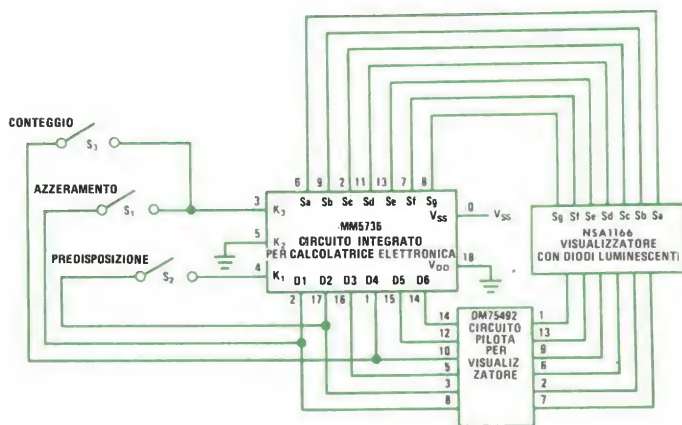 CONTEGGIO
S3
AZZERAMENTO
S1
PREDISPOSIZIONE
S2
6 9 2 11 13 7 8
Sa Sb Sc Sd Se Sf Sg
3 K3
5 K2
4 K1
MM5736
CIRCUITO INTEGRATO
PER CALCOLATRICE ELETTRONICA
VSS 0 VSS
VDD 18
D1 D2 D3 D4 D5 D6
2 17 16 1 15 14
Sg Sf Se Sd Sc Sb Sa
NSA1166
VISUALIZZATORE
CON DIODI LUMINESCENTI
DM75492
CIRCUITO
PILOTA
PER
VISUALIZ
ZATORE
14
12
10
5
3
8
1
13
9
6
2
7